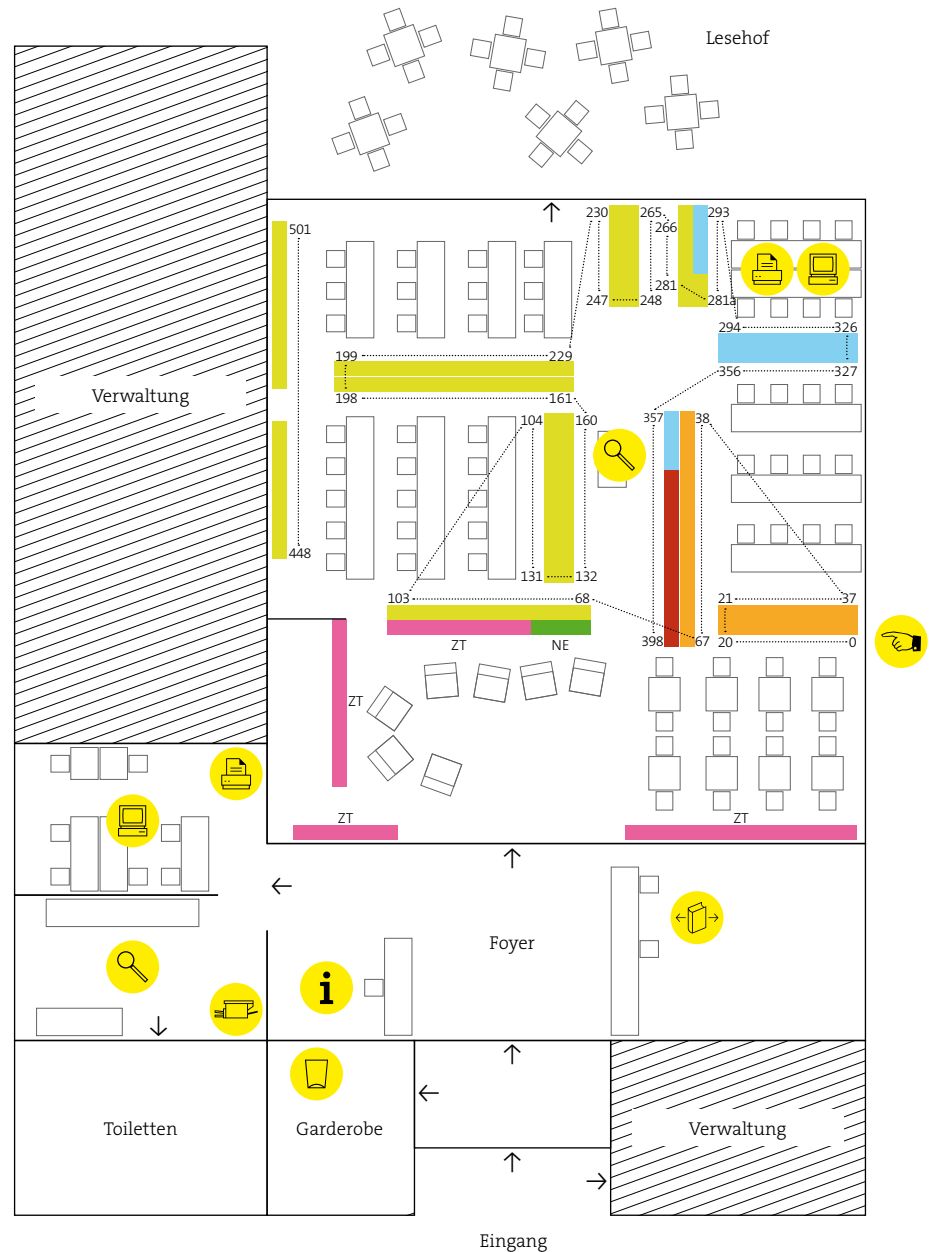 Lesehof
501
230
265
266
293
281
247
248
281a
294
326
199
229
356
327
Verwaltung
198
161
104
160
357
38
448
131
132
103
68
21
37
ZT
NE
398
67
20
0
ZT
ZT
ZT
Foyer
i
Toiletten
Garderobe
Verwaltung
Eingang